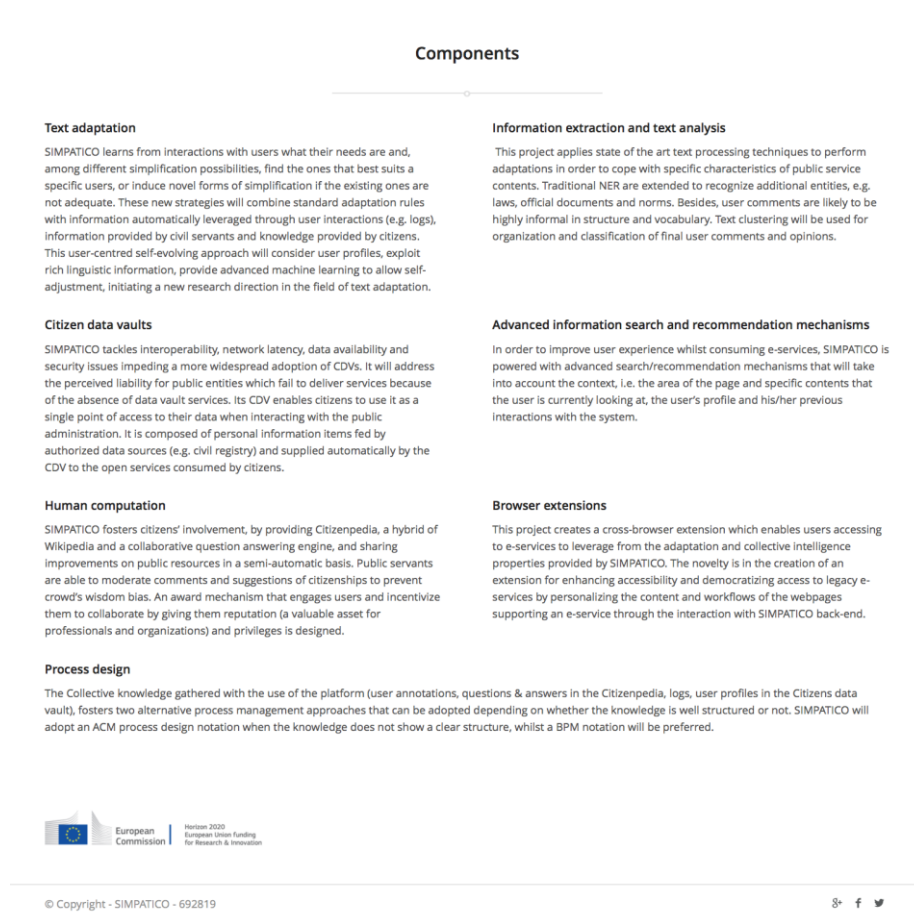 Components
Text adaptation
SIMPATICO learns from interactions with users what their needs are and,
among different simplification possibilities, find the ones that best suits a
specific users, or induce novel forms of simplification if the existing ones are
not adequate. These new strategies will combine standard adaptation rules
with information automatically leveraged through user interactions (e.g. logs),
information provided by civil servants and knowledge provided by citizens.
This user-centred self-evolving approach will consider user profiles, exploit
rich linguistic information, provide advanced machine learning to allow self-
adjustment, initiating a new research direction in the field of text adaptation.
Information extraction and text analysis
This project applies state of the art text processing techniques to perform
adaptations in order to cope with specific characteristics of public service
contents. Traditional NER are extended to recognize additional entities, e.g.
laws, official documents and norms. Besides, user comments are likely to be
highly informal in structure and vocabulary. Text clustering will be used for
organization and classification of final user comments and opinions.
Citizen data vaults
SIMPATICO tackles interoperability, network latency, data availability and
security issues impeding a more widespread adoption of CDVs. It will address
the perceived liability for public entities which fail to deliver services because
of the absence of data vault services. Its CDV enables citizens to use it as a
single point of access to their data when interacting with the public
administration. It is composed of personal information items fed by
authorized data sources (e.g. civil registry) and supplied automatically by the
CDV to the open services consumed by citizens.
Advanced information search and recommendation mechanisms
In order to improve user experience whilst consuming e-services, SIMPATICO is
powered with advanced search/recommendation mechanisms that will take
into account the context, i.e. the area of the page and specific contents that
the user is currently looking at, the user's profile and his/her previous
interactions with the system.
Human computation
SIMPATICO fosters citizens' involvement, by providing Citizenpedia, a hybrid of
Wikipedia and a collaborative question answering engine, and sharing
improvements on public resources in a semi-automatic basis. Public servants
are able to moderate comments and suggestions of citizenships to prevent
crowd's wisdom bias. An award mechanism that engages users and incentivize
them to collaborate by giving them reputation (a valuable asset for
professionals and organizations) and privileges is designed.
Browser extensions
This project creates a cross-browser extension which enables users accessing
to e-services to leverage from the adaptation and collective intelligence
properties provided by SIMPATICO. The novelty is in the creation of an
extension for enhancing accessibility and democratizing access to legacy e-
services by personalizing the content and workflows of the webpages
supporting an e-service through the interaction with SIMPATICO back-end.
Process design
The Collective knowledge gathered with the use of the platform (user annotations, questions & answers in the Citizenpedia, logs, user profiles in the Citizens data
vault), fosters two alternative process management approaches that can be adopted depending on whether the knowledge is well structured or not. SIMPATICO will
adopt an ACM process design notation when the knowledge does not show a clear structure, whilst a BPM notation will be preferred.
European
Commission
Horizon 2020
European Union funding
for Research & Innovation
© Copyright - SIMPATICO - 692819